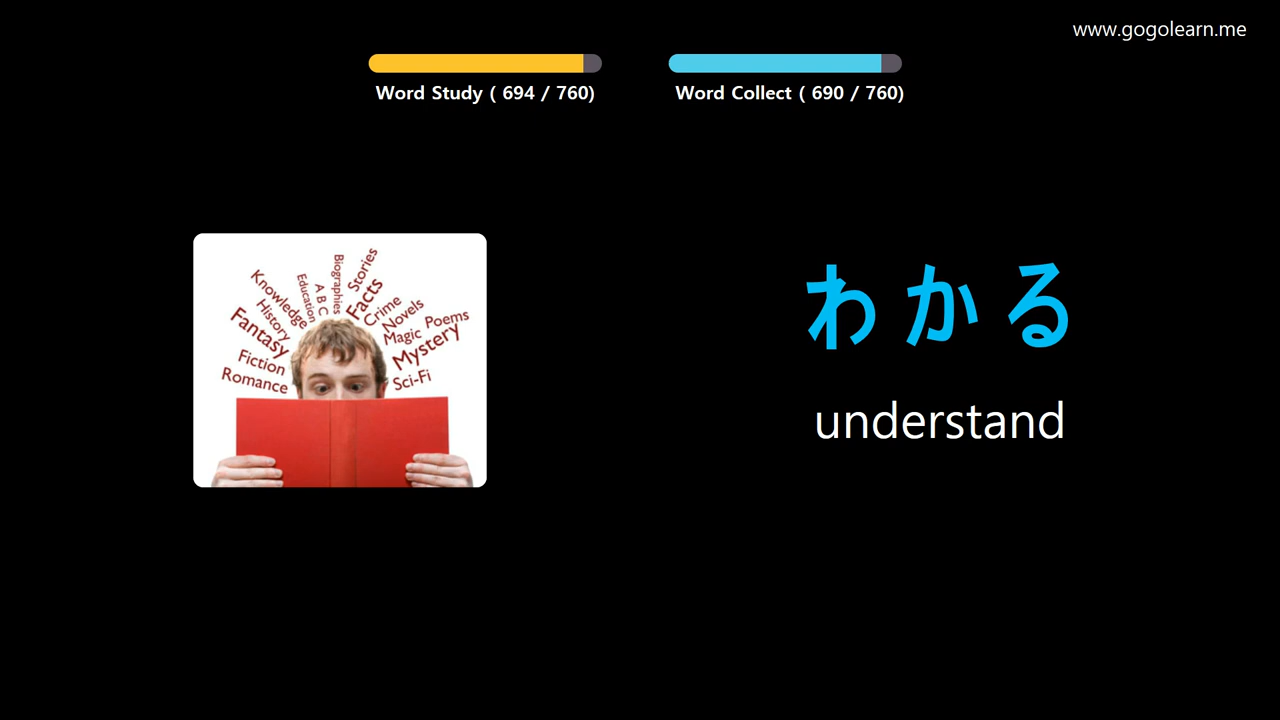 www.gogolearn.me
Word Study ( 694 / 760)
Word Collect ( 690 / 760)
Knowledge
History
Fantasy
Fiction
Romance
Education
A B C
Biographies
Stories
Facts
Crime
Novels
Magic
Poems
Mystery
Sci-Fi
わかる
understand